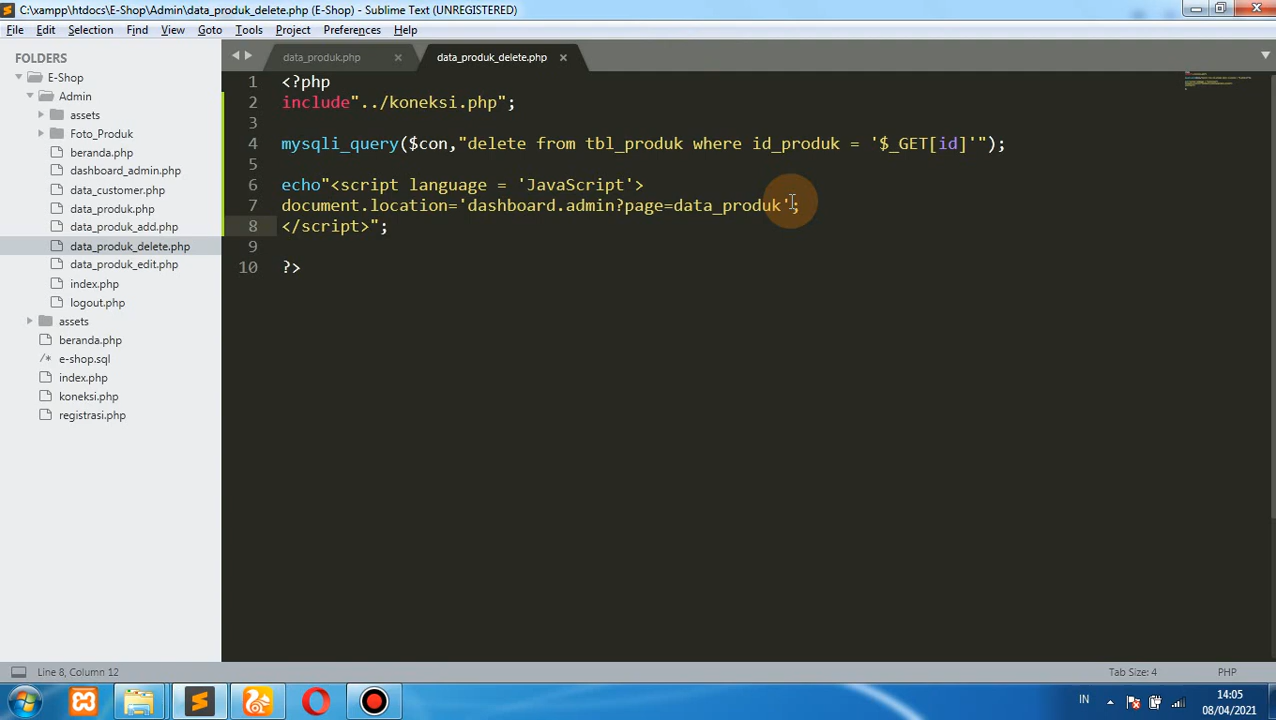 C:\xampp\htdocs\E-Shop\Admin\data_produk_delete.php (E-Shop) - Sublime Text (UNREGISTERED)
File Edit Selection Find View Goto Tools Project Preferences Help
FOLDERS
E-Shop
Admin
assets
Foto_Produk
beranda.php
dashboard_admin.php
data_customer.php
data_produk.php
data_produk_add.php
data_produk_delete.php
data_produk_edit.php
index.php
logout.php
assets
beranda.php
e-shop.sql
index.php
koneksi.php
registrasi.php
data_produk.php data_produk_delete.php
1 <?php
2 include"../koneksi.php";
3
4 mysqli_query($con,"delete from tbl_produk where id_produk = '$_GET[id]'");
5
6 echo"<script language = 'JavaScript'>
7 document.location='dashboard.admin?page=data_produk';
8 </script>";
9
10 ?>
Line 8, Column 12 Tab Size: 4 PHP
IN 14:05
08/04/2021